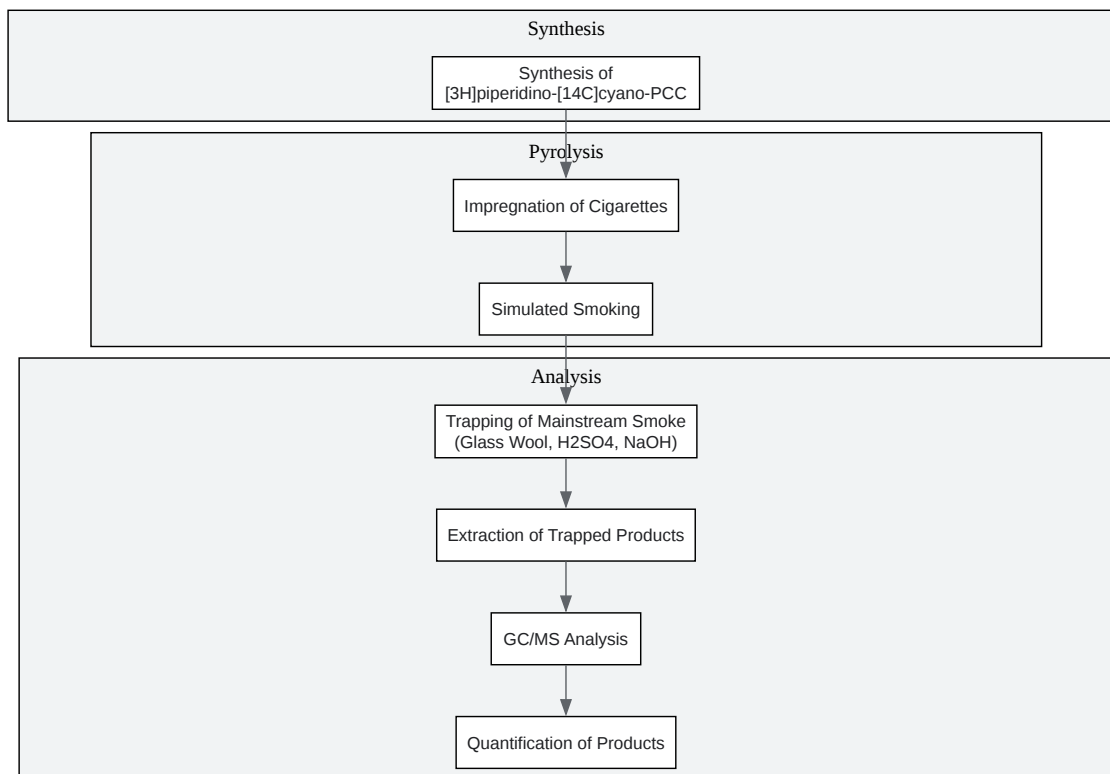 Synthesis
Synthesis of
[3H]piperidino-[14C]cyano-PCC
Pyrolysis
Impregnation of Cigarettes
Simulated Smoking
Analysis
Trapping of Mainstream Smoke
(Glass Wool, H2SO4, NaOH)
Extraction of Trapped Products
GC/MS Analysis
Quantification of Products